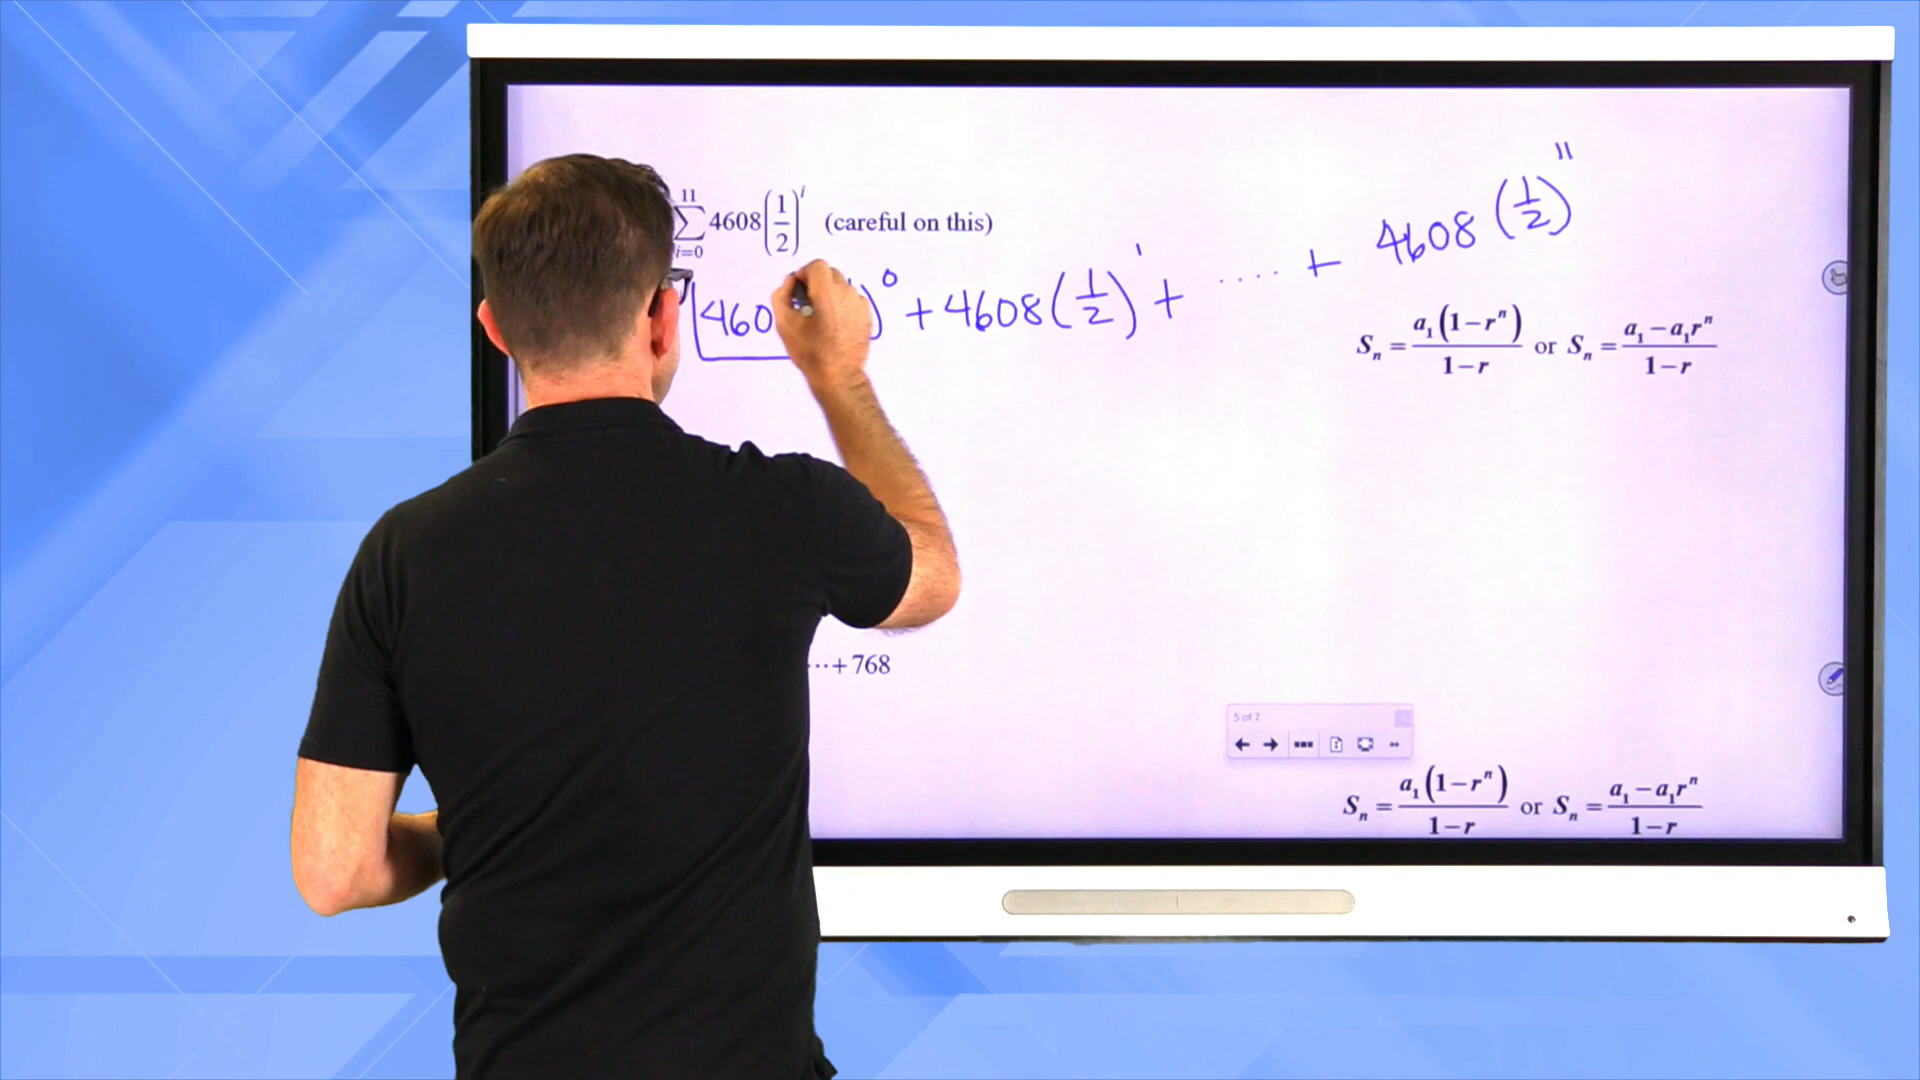 11
∑ 4608(1/2)^i (careful on this)
i=0
460 )^0 + 4608(1/2)^1 + ..... + 4608(1/2)^11
S_n = a_1(1−r^n)/1−r or S_n = a_1−a_1r^n/1−r
···+768
5 of 7
S_n = a_1(1−r^n)/1−r or S_n = a_1−a_1r^n/1−r